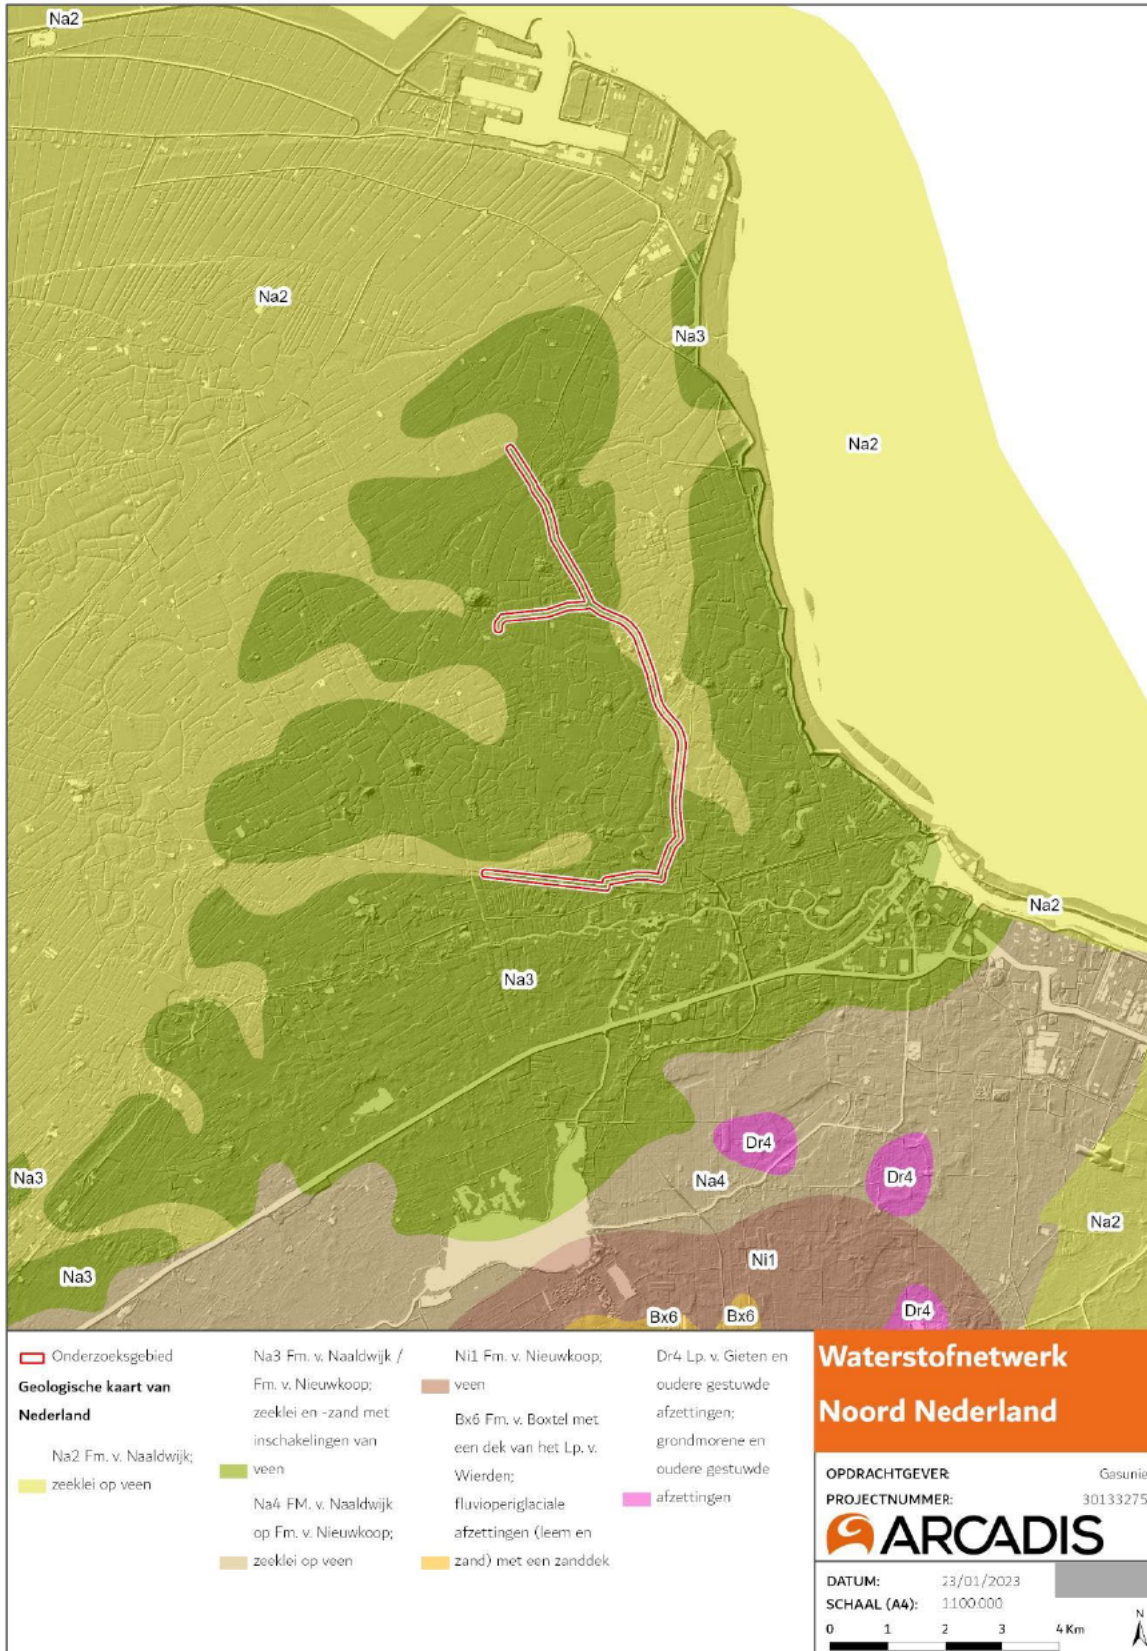 Na2
Na2
Na3
Na2
Na2
Na3
Dr4
Na3
Na4
Dr4
Na2
Ni1
Na3
Dr4
Bx6
Bx6
Onderzoeksgebied
Geologische kaart van
Nederland
Na2 Fm. v. Naaldwijk;
zeeklei op veen
Na3 Fm. v. Naaldwijk /
Fm. v. Nieuwkoop;
zeeklei en -zand met
inschakelingen van
veen
Na4 FM. v. Naaldwijk
op Fm. v. Nieuwkoop;
zeeklei op veen
Ni1 Fm. v. Nieuwkoop;
veen
Bx6 Fm. v. Boxtel met
een dek van het Lp. v.
Wierden;
fluvioperiglaciale
afzettingen (leem en
zand) met een zanddek
Dr4 Lp. v. Gieten en
oudere gestuwde
afzettingen;
grondmorene en
oudere gestuwde
afzettingen
Waterstofnetwerk
Noord Nederland
OPDRACHTGEVER: Gasunie
PROJECTNUMMER: 30133275
ARCADIS
DATUM: 23/01/2023
SCHAAL (A4): 1:100.000
0 1 2 3 4 Km
N